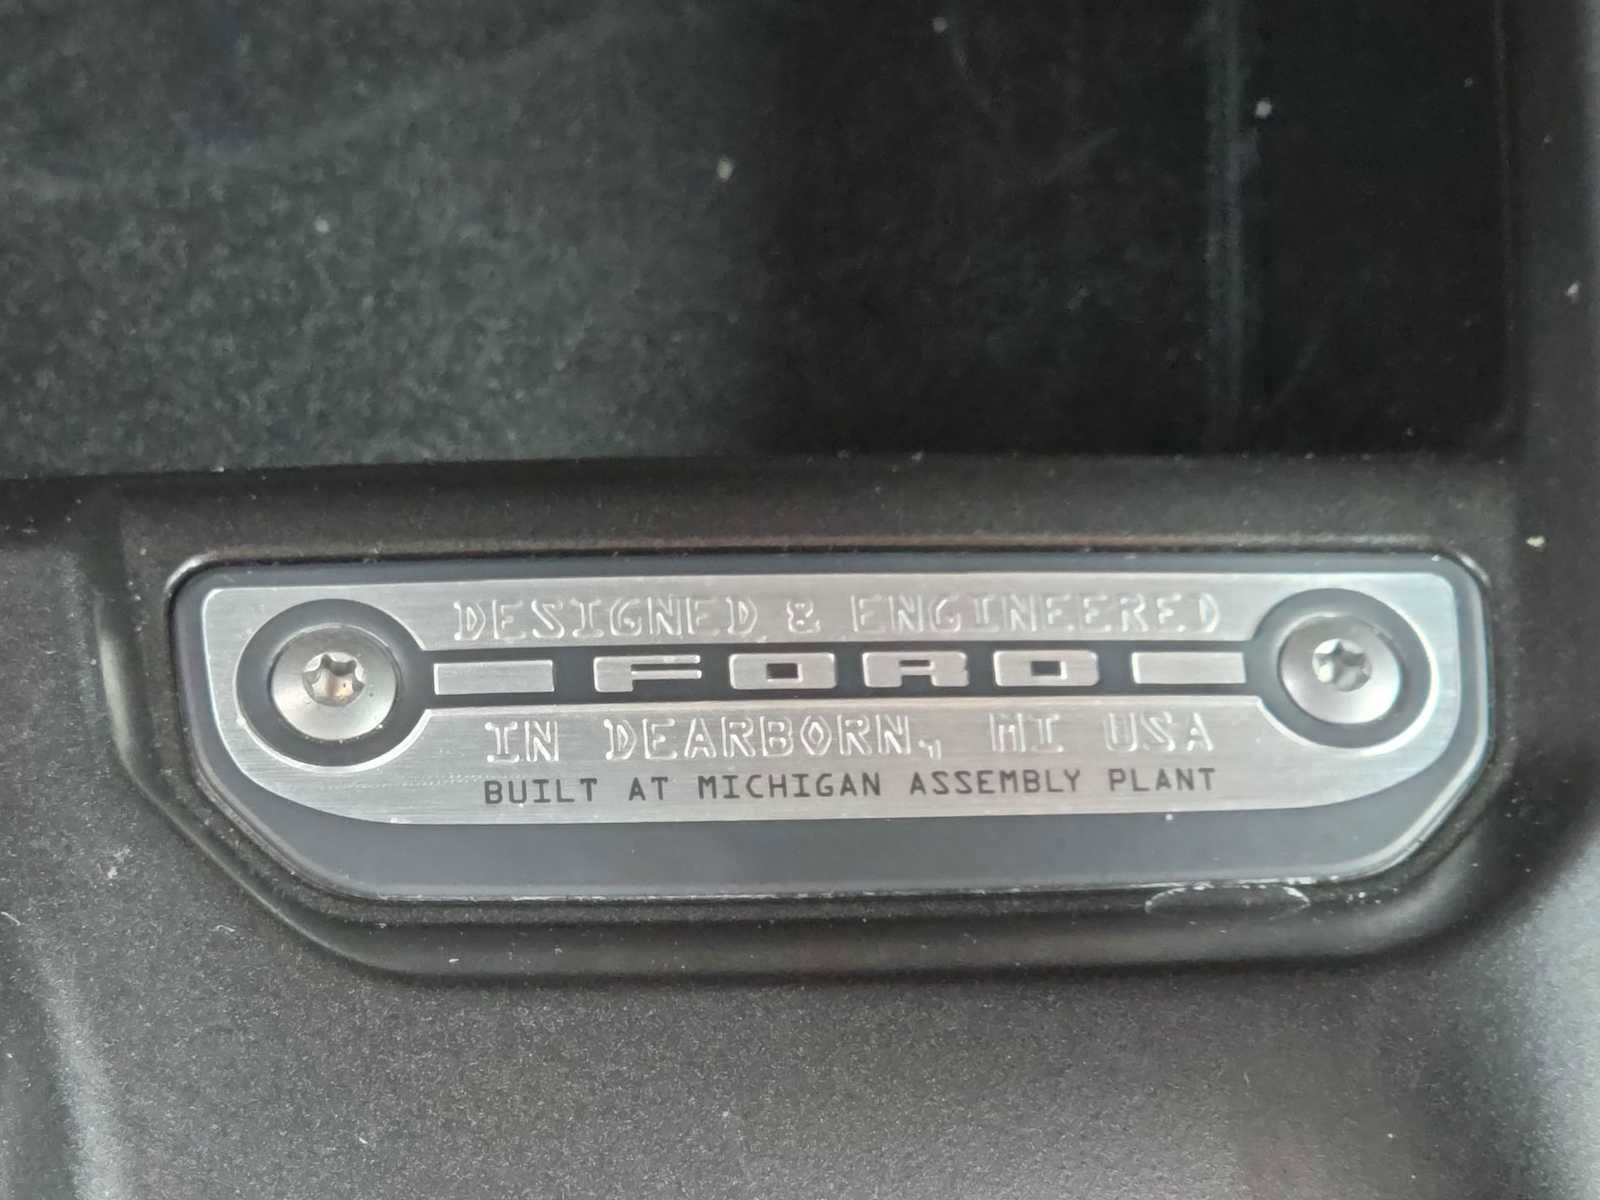 DESIGNED & ENGINEERED
FORD
IN DEARBORN, MI USA
BUILT AT MICHIGAN ASSEMBLY PLANT